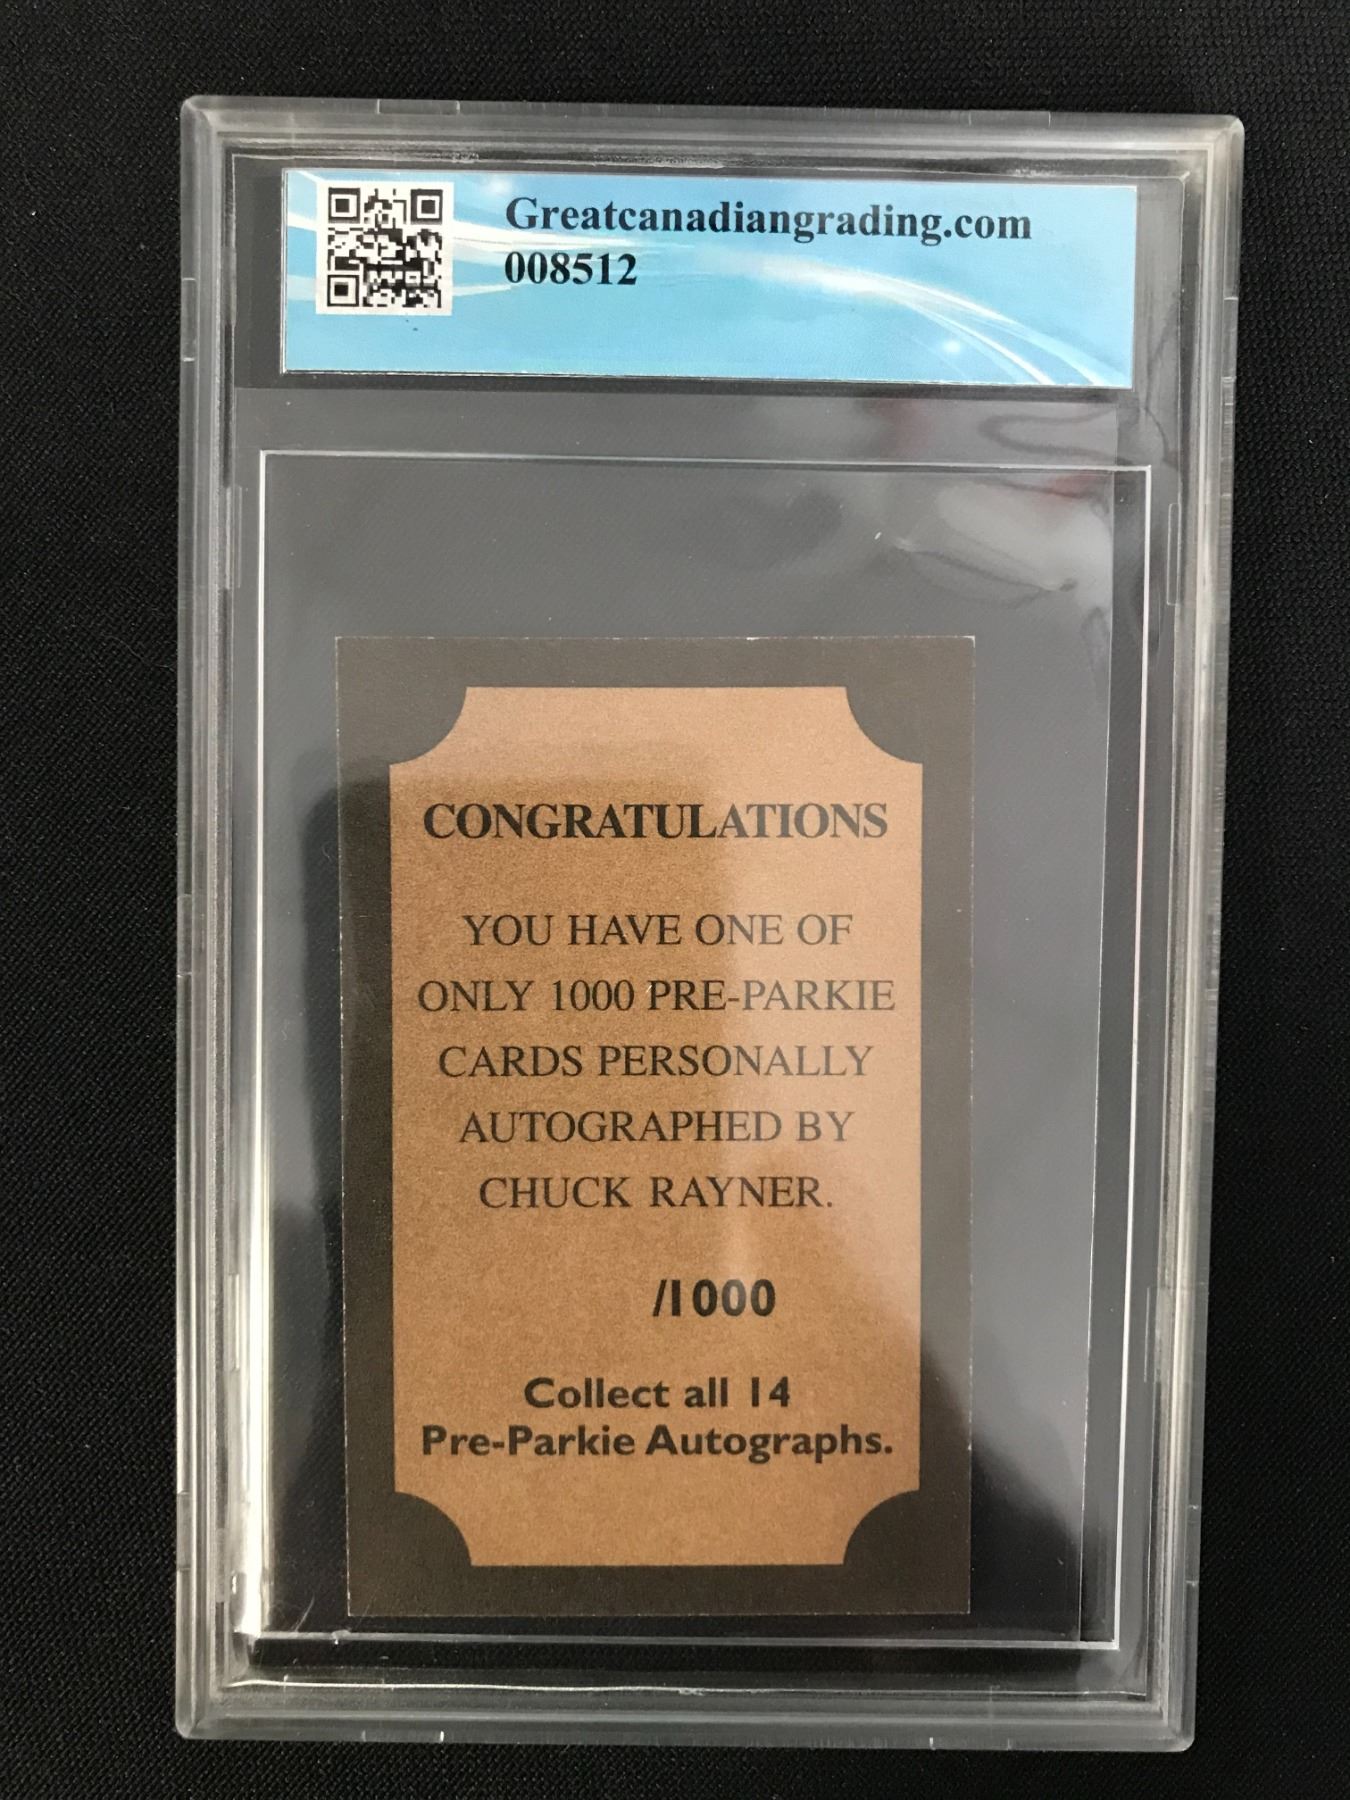 Greatcanadiangrading.com
008512
CONGRATULATIONS
YOU HAVE ONE OF
ONLY 1000 PRE-PARKIE
CARDS PERSONALLY
AUTOGRAPHED BY
CHUCK RAYNER.
/1000
Collect all 14
Pre-Parkie Autographs.